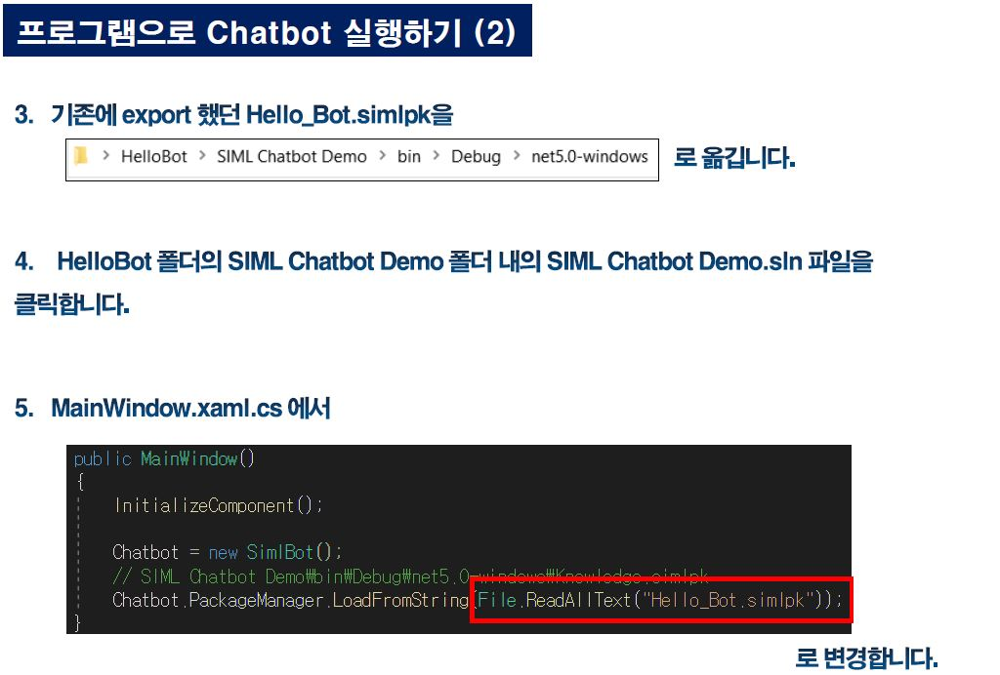 프로그램으로 Chatbot 실행하기 (2)
3. 기존에 export 했던 Hello_Bot.simlpk을
> HelloBot > SIML Chatbot Demo > bin > Debug > net5.0-windows 로 옮깁니다.
4. HelloBot 폴더의 SIML Chatbot Demo 폴더 내의 SIML Chatbot Demo.sln 파일을
클릭합니다.
5. MainWindow.xaml.cs 에서
public MainWindow()
{
InitializeComponent();
Chatbot = new SimlBot();
// SIML Chatbot Demo₩bin₩Debug₩net5.0-windows₩Knowledge.simlpk
Chatbot.PackageManager.LoadFromString(File.ReadAllText("Hello_Bot.simlpk"));
}
로 변경합니다.